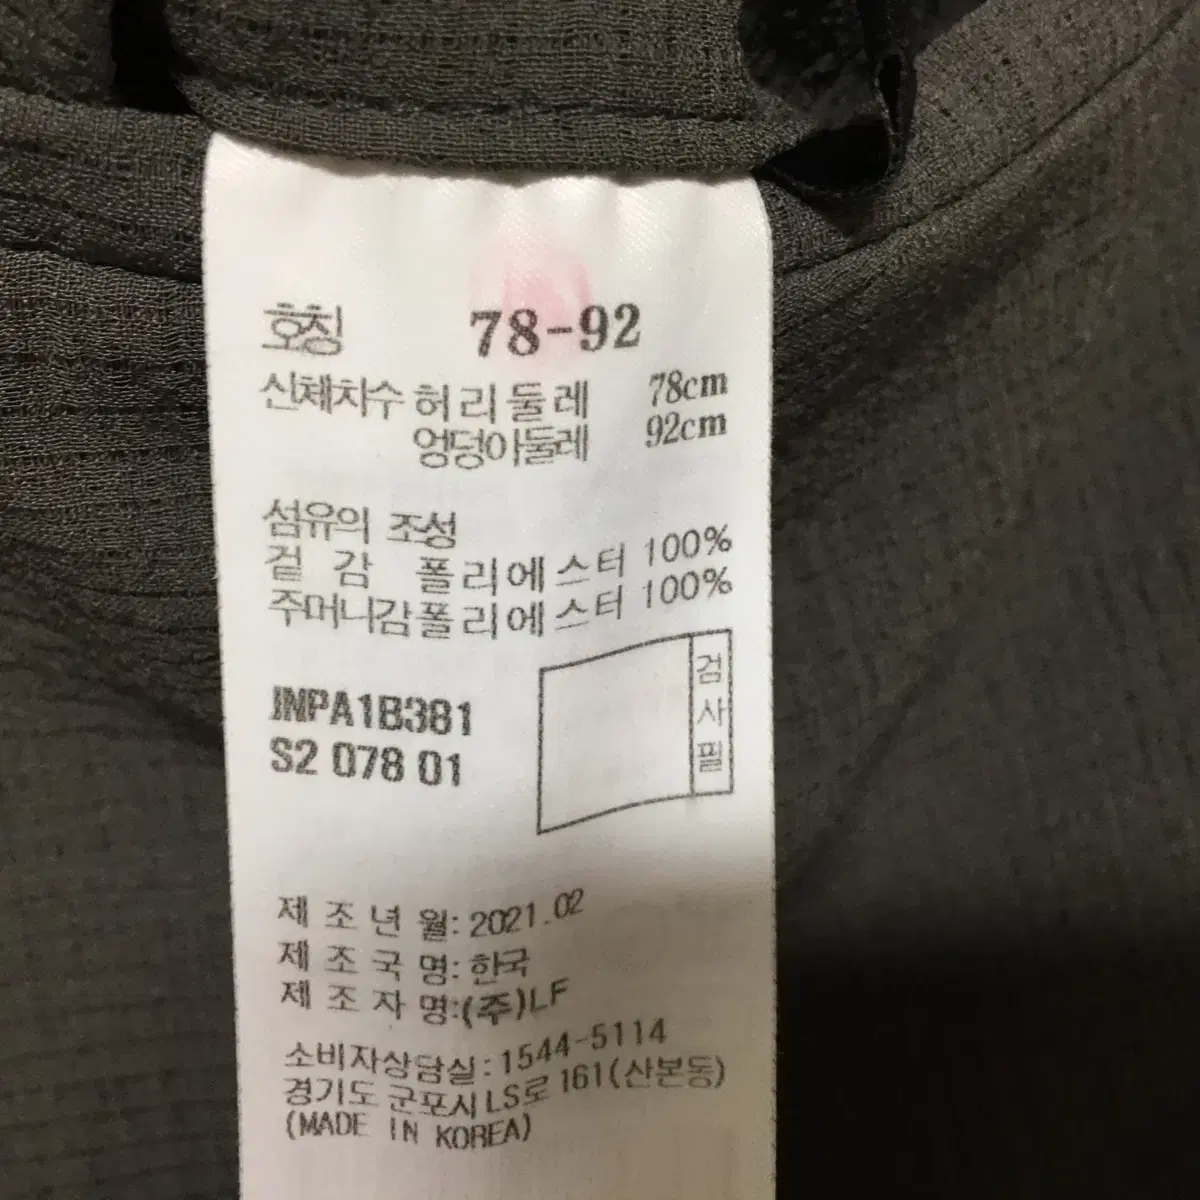 호칭 78-92
신체치수 허리둘레 78cm
엉덩아둘레 92cm
섬유의 조성
겉감 폴리에스터 100%
주머니감폴리에스터 100%
JNPA1B381
S2 078 01
검사필
제조년월: 2021.02
제조국명: 한국
제조자명:(주)LF
소비자상담실: 1544-5114
경기도 군포시 LS로 161(산본동)
(MADE IN KOREA)